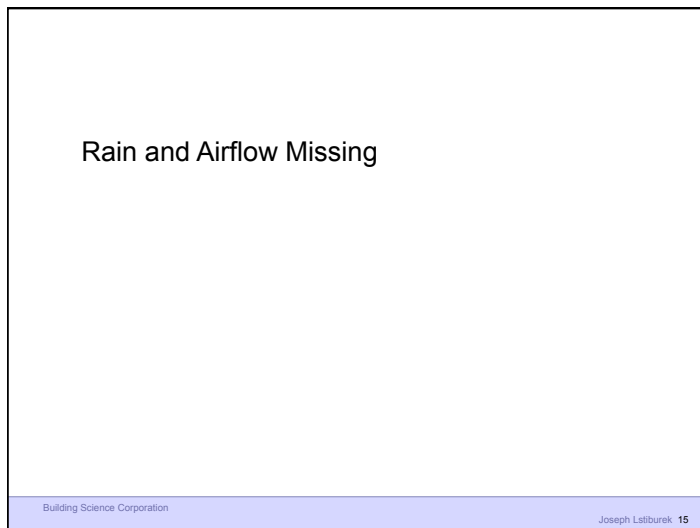 Rain and Airflow Missing
Building Science Corporation
Joseph Lstiburek 15